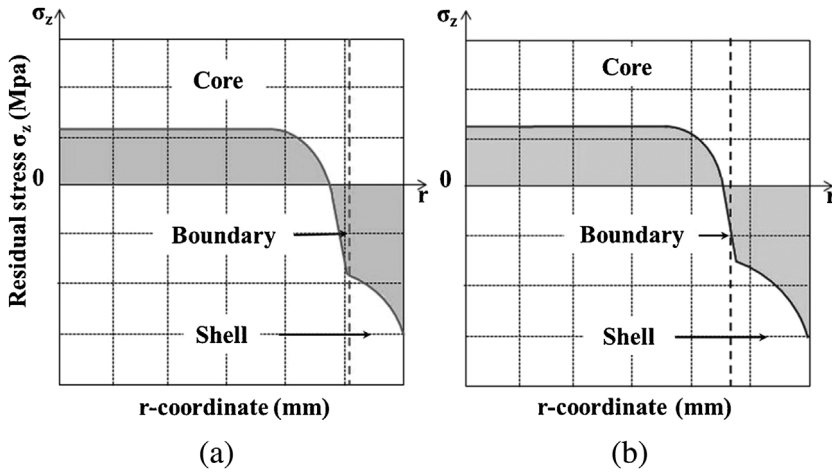 σz
Residual stress σz (Mpa)
Core
0
r
Boundary
Shell
r-coordinate (mm)
(a)
σz
Core
0
r
Boundary
Shell
r-coordinate (mm)
(b)